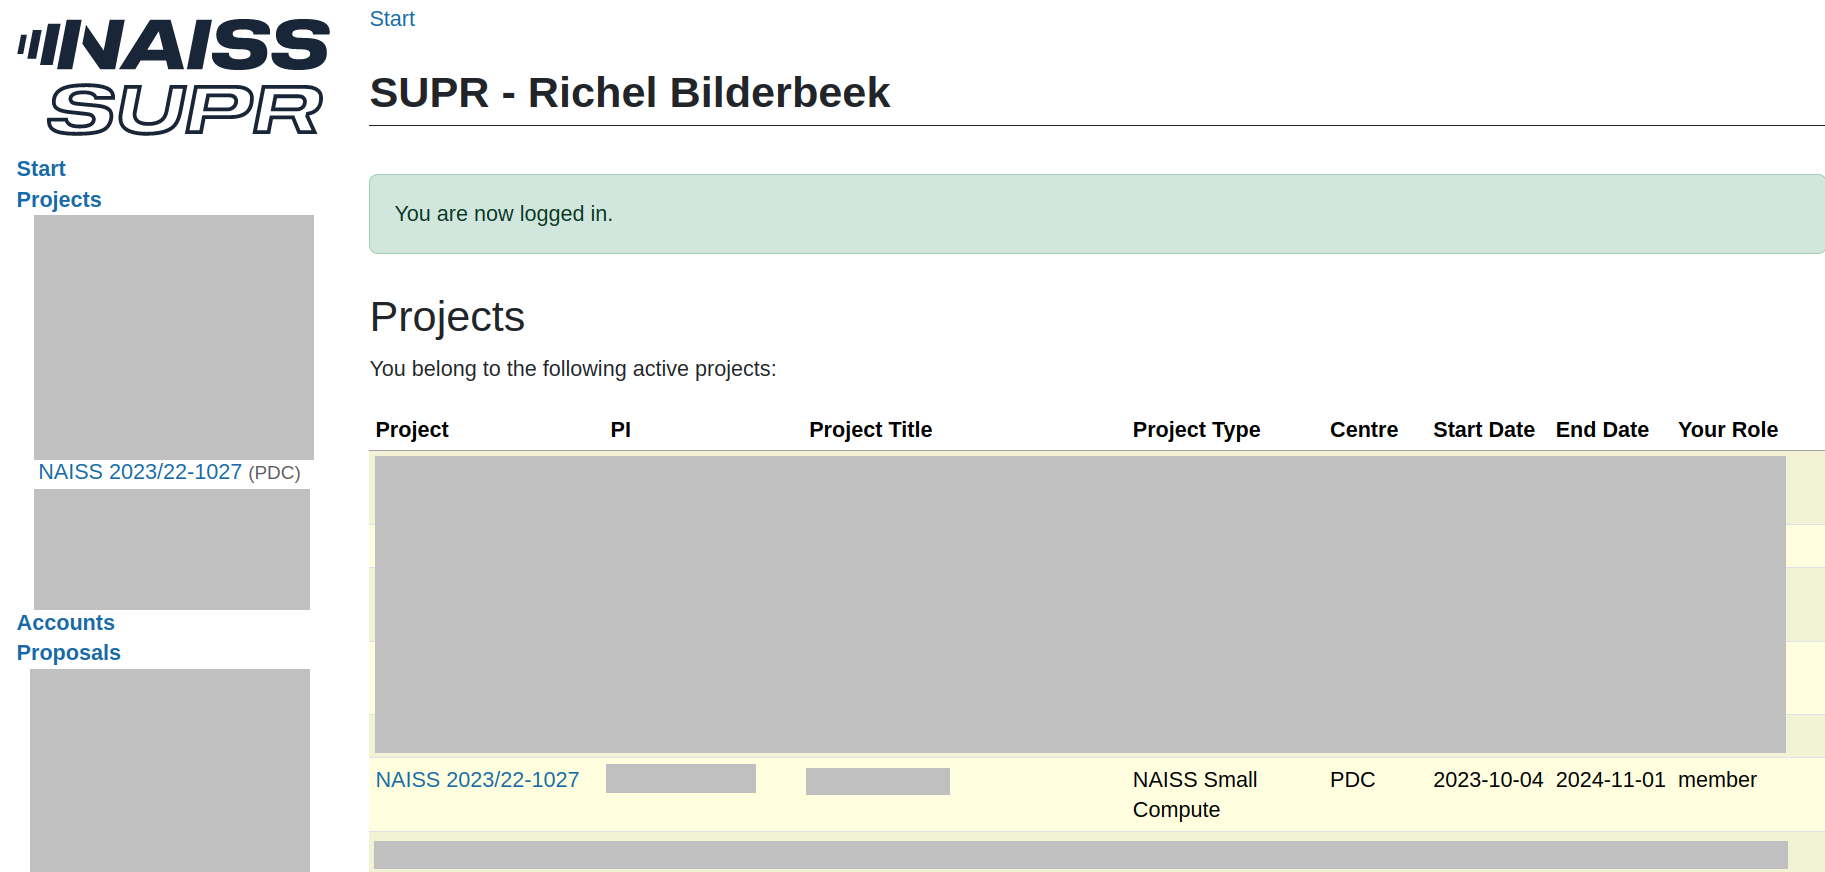 NAISS
SUPR
Start
Projects
NAISS 2023/22-1027 (PDC)
Accounts
Proposals
Start
SUPR - Richel Bilderbeek
You are now logged in.
Projects
You belong to the following active projects:
Project PI Project Title Project Type Centre Start Date End Date Your Role
NAISS 2023/22-1027 NAISS Small PDC 2023-10-04 2024-11-01 member
Compute